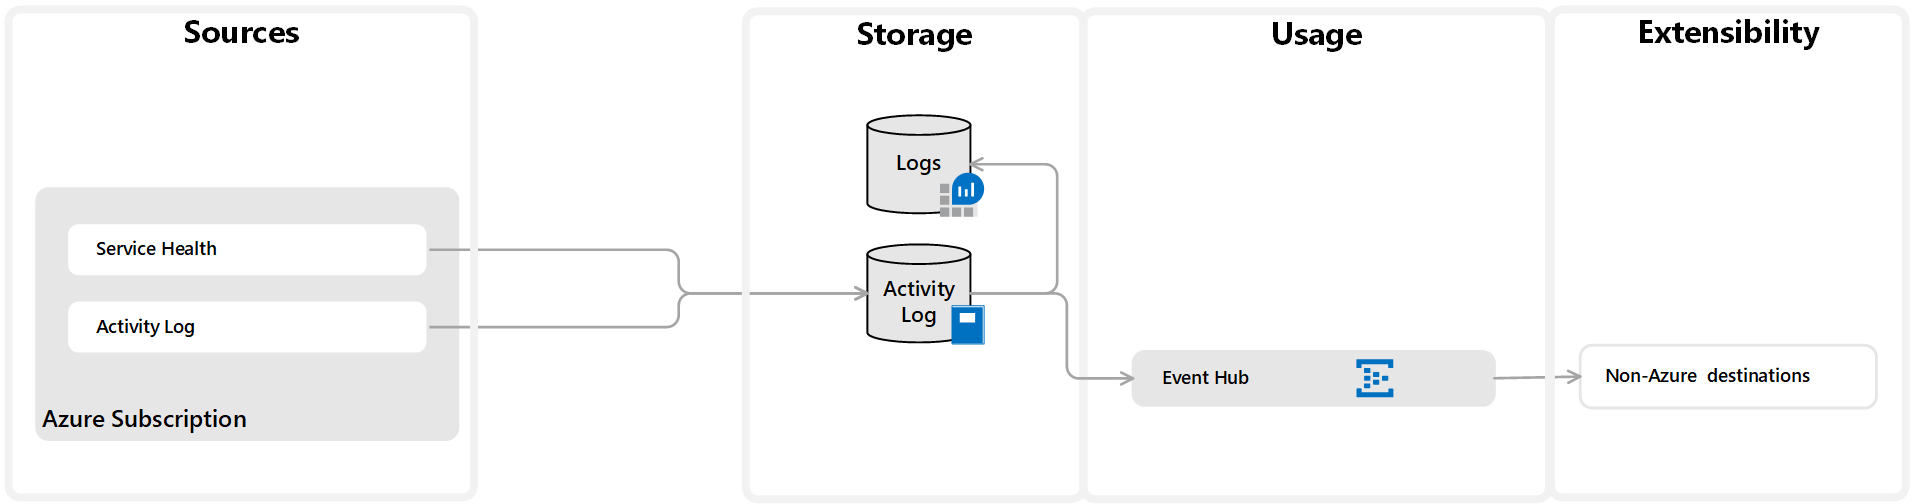 Sources
Storage
Usage
Extensibility
Logs
Service Health
Activity Log
Azure Subscription
Activity
Log
Event Hub
Non-Azure destinations